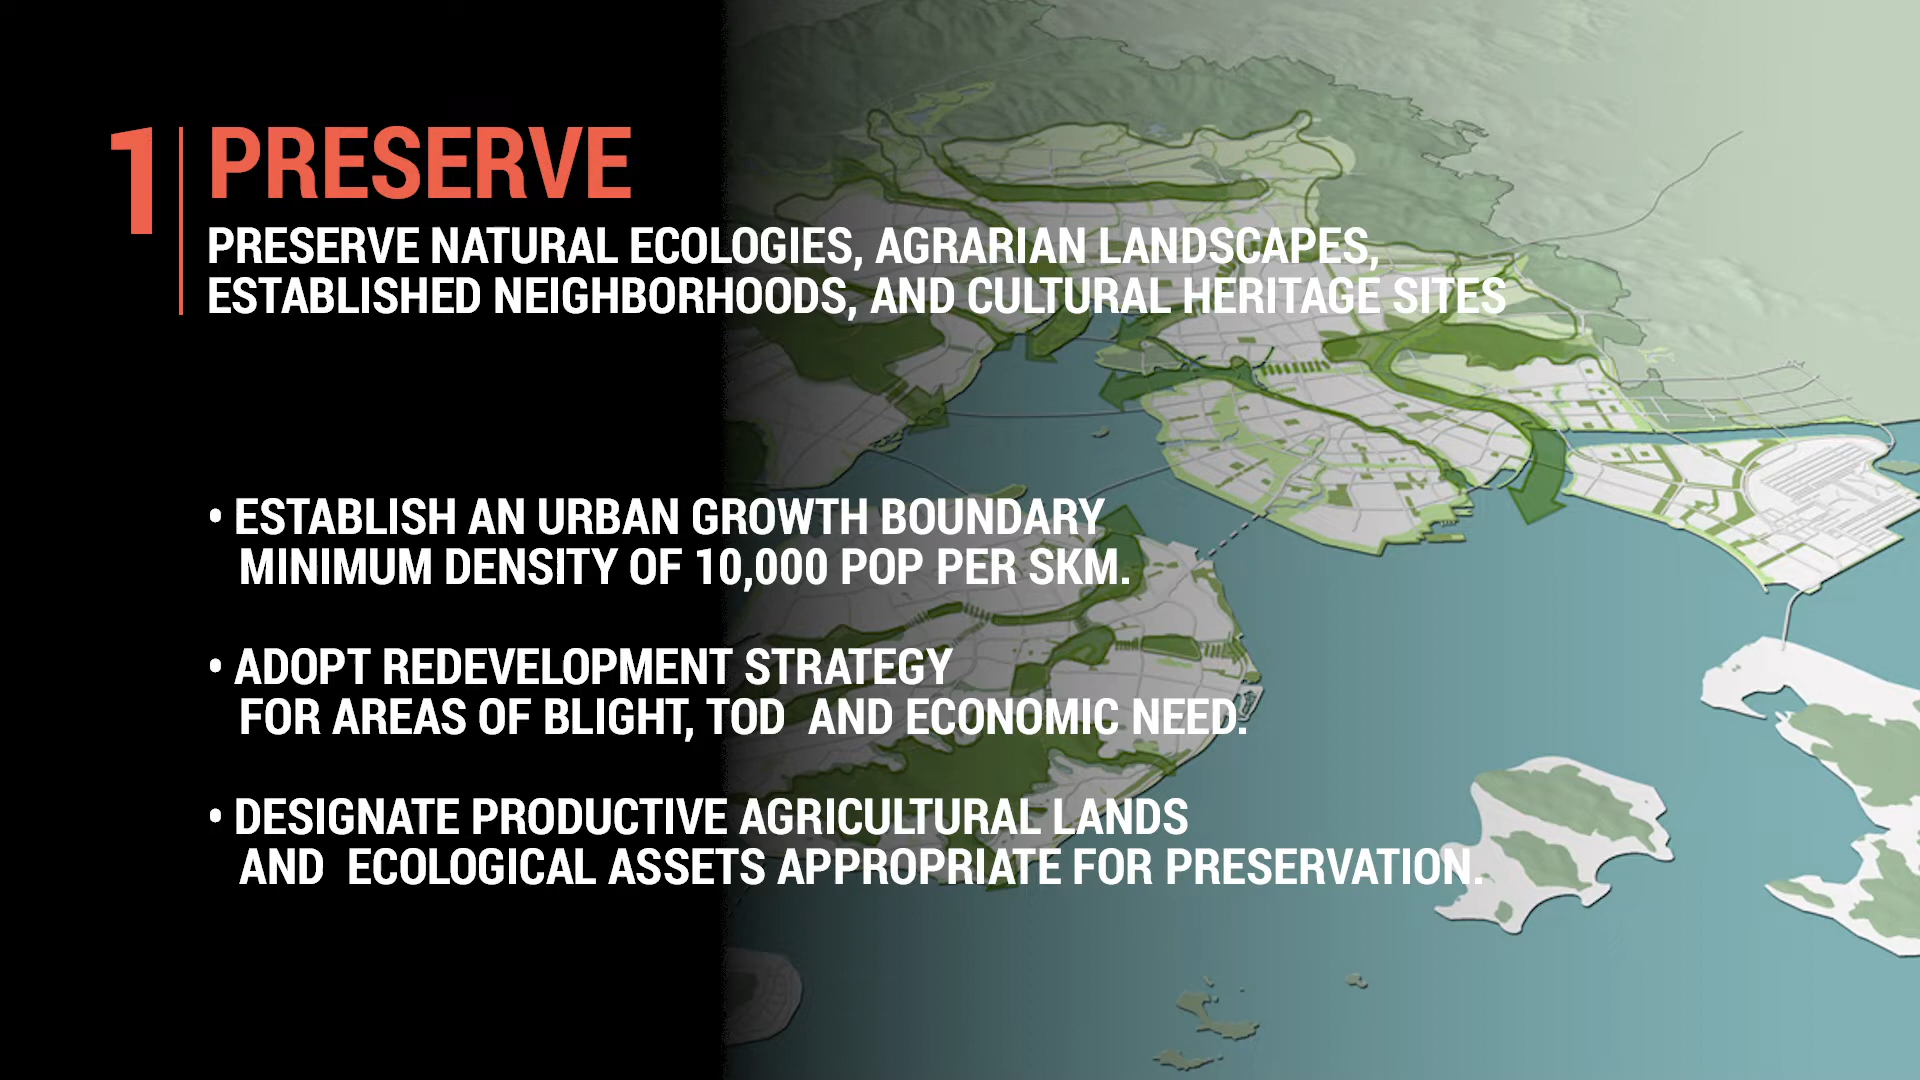 1 PRESERVE
PRESERVE NATURAL ECOLOGIES, AGRARIAN LANDSCAPES,
ESTABLISHED NEIGHBORHOODS, AND CULTURAL HERITAGE SITES
• ESTABLISH AN URBAN GROWTH BOUNDARY
MINIMUM DENSITY OF 10,000 POP PER SKM.
• ADOPT REDEVELOPMENT STRATEGY
FOR AREAS OF BLIGHT, TOD  AND ECONOMIC NEED.
• DESIGNATE PRODUCTIVE AGRICULTURAL LANDS
AND  ECOLOGICAL ASSETS APPROPRIATE FOR PRESERVATION.